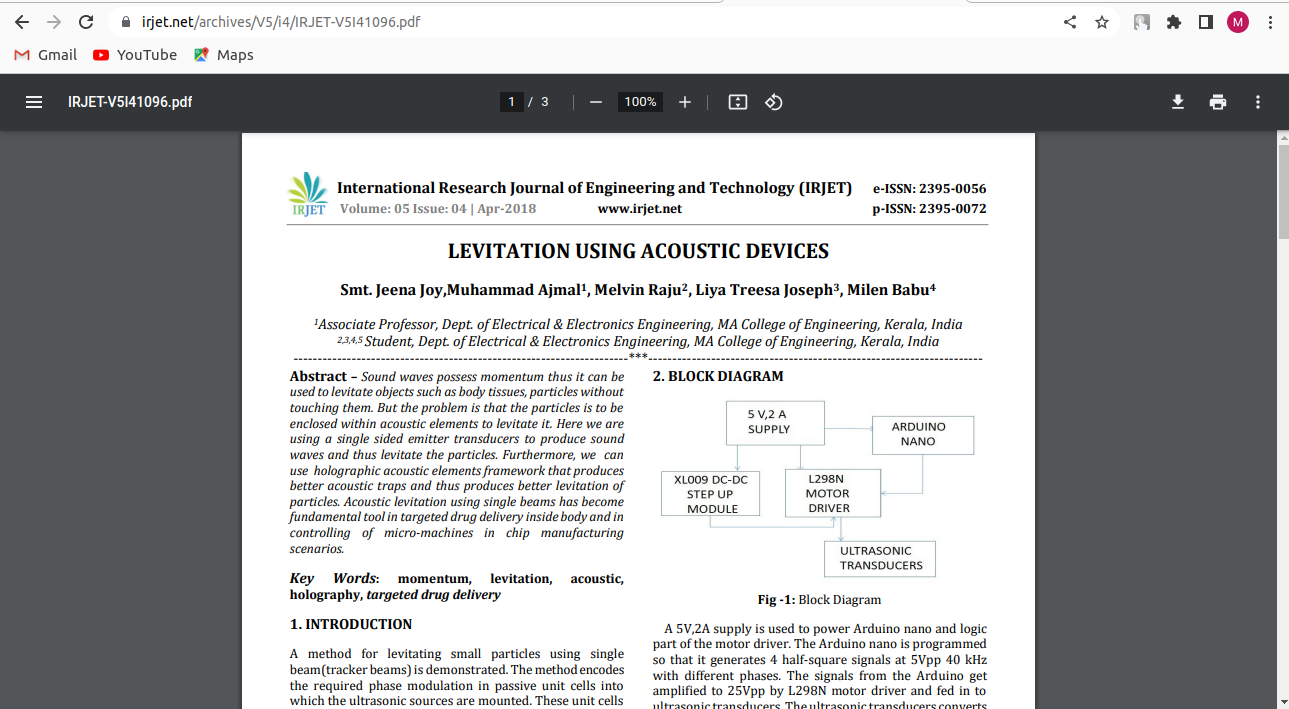 irjet.net/archives/V5/i4/IRJET-V5I41096.pdf
M
Gmail
YouTube
Maps
IRJET-V5I41096.pdf
1 / 3
100%
International Research Journal of Engineering and Technology (IRJET) e-ISSN: 2395-0056
IRJET Volume: 05 Issue: 04 | Apr-2018 www.irjet.net p-ISSN: 2395-0072
LEVITATION USING ACOUSTIC DEVICES
Smt. Jeena Joy,Muhammad Ajmal¹, Melvin Raju², Liya Treesa Joseph³, Milen Babu⁴
¹Associate Professor, Dept. of Electrical & Electronics Engineering, MA College of Engineering, Kerala, India
²,³,⁴,⁵ Student, Dept. of Electrical & Electronics Engineering, MA College of Engineering, Kerala, India
---------------------------------------------------------------------***---------------------------------------------------------------------
Abstract – Sound waves possess momentum thus it can be
used to levitate objects such as body tissues, particles without
touching them. But the problem is that the particles is to be
enclosed within acoustic elements to levitate it. Here we are
using a single sided emitter transducers to produce sound
waves and thus levitate the particles. Furthermore, we can
use holographic acoustic elements framework that produces
better acoustic traps and thus produces better levitation of
particles. Acoustic levitation using single beams has become
fundamental tool in targeted drug delivery inside body and in
controlling of micro-machines in chip manufacturing
scenarios.
Key Words: momentum, levitation, acoustic,
holography, targeted drug delivery
1. INTRODUCTION
A method for levitating small particles using single
beam(tracker beams) is demonstrated. The method encodes
the required phase modulation in passive unit cells into
which the ultrasonic sources are mounted. These unit cells
2. BLOCK DIAGRAM
5 V,2 A
SUPPLY
ARDUINO
NANO
XL009 DC-DC
STEP UP
MODULE
L298N
MOTOR
DRIVER
ULTRASONIC
TRANSDUCERS
Fig -1: Block Diagram
A 5V,2A supply is used to power Arduino nano and logic
part of the motor driver. The Arduino nano is programmed
so that it generates 4 half-square signals at 5Vpp 40 kHz
with different phases. The signals from the Arduino get
amplified to 25Vpp by L298N motor driver and fed in to
ultrasonic transducers. The ultrasonic transducers converts